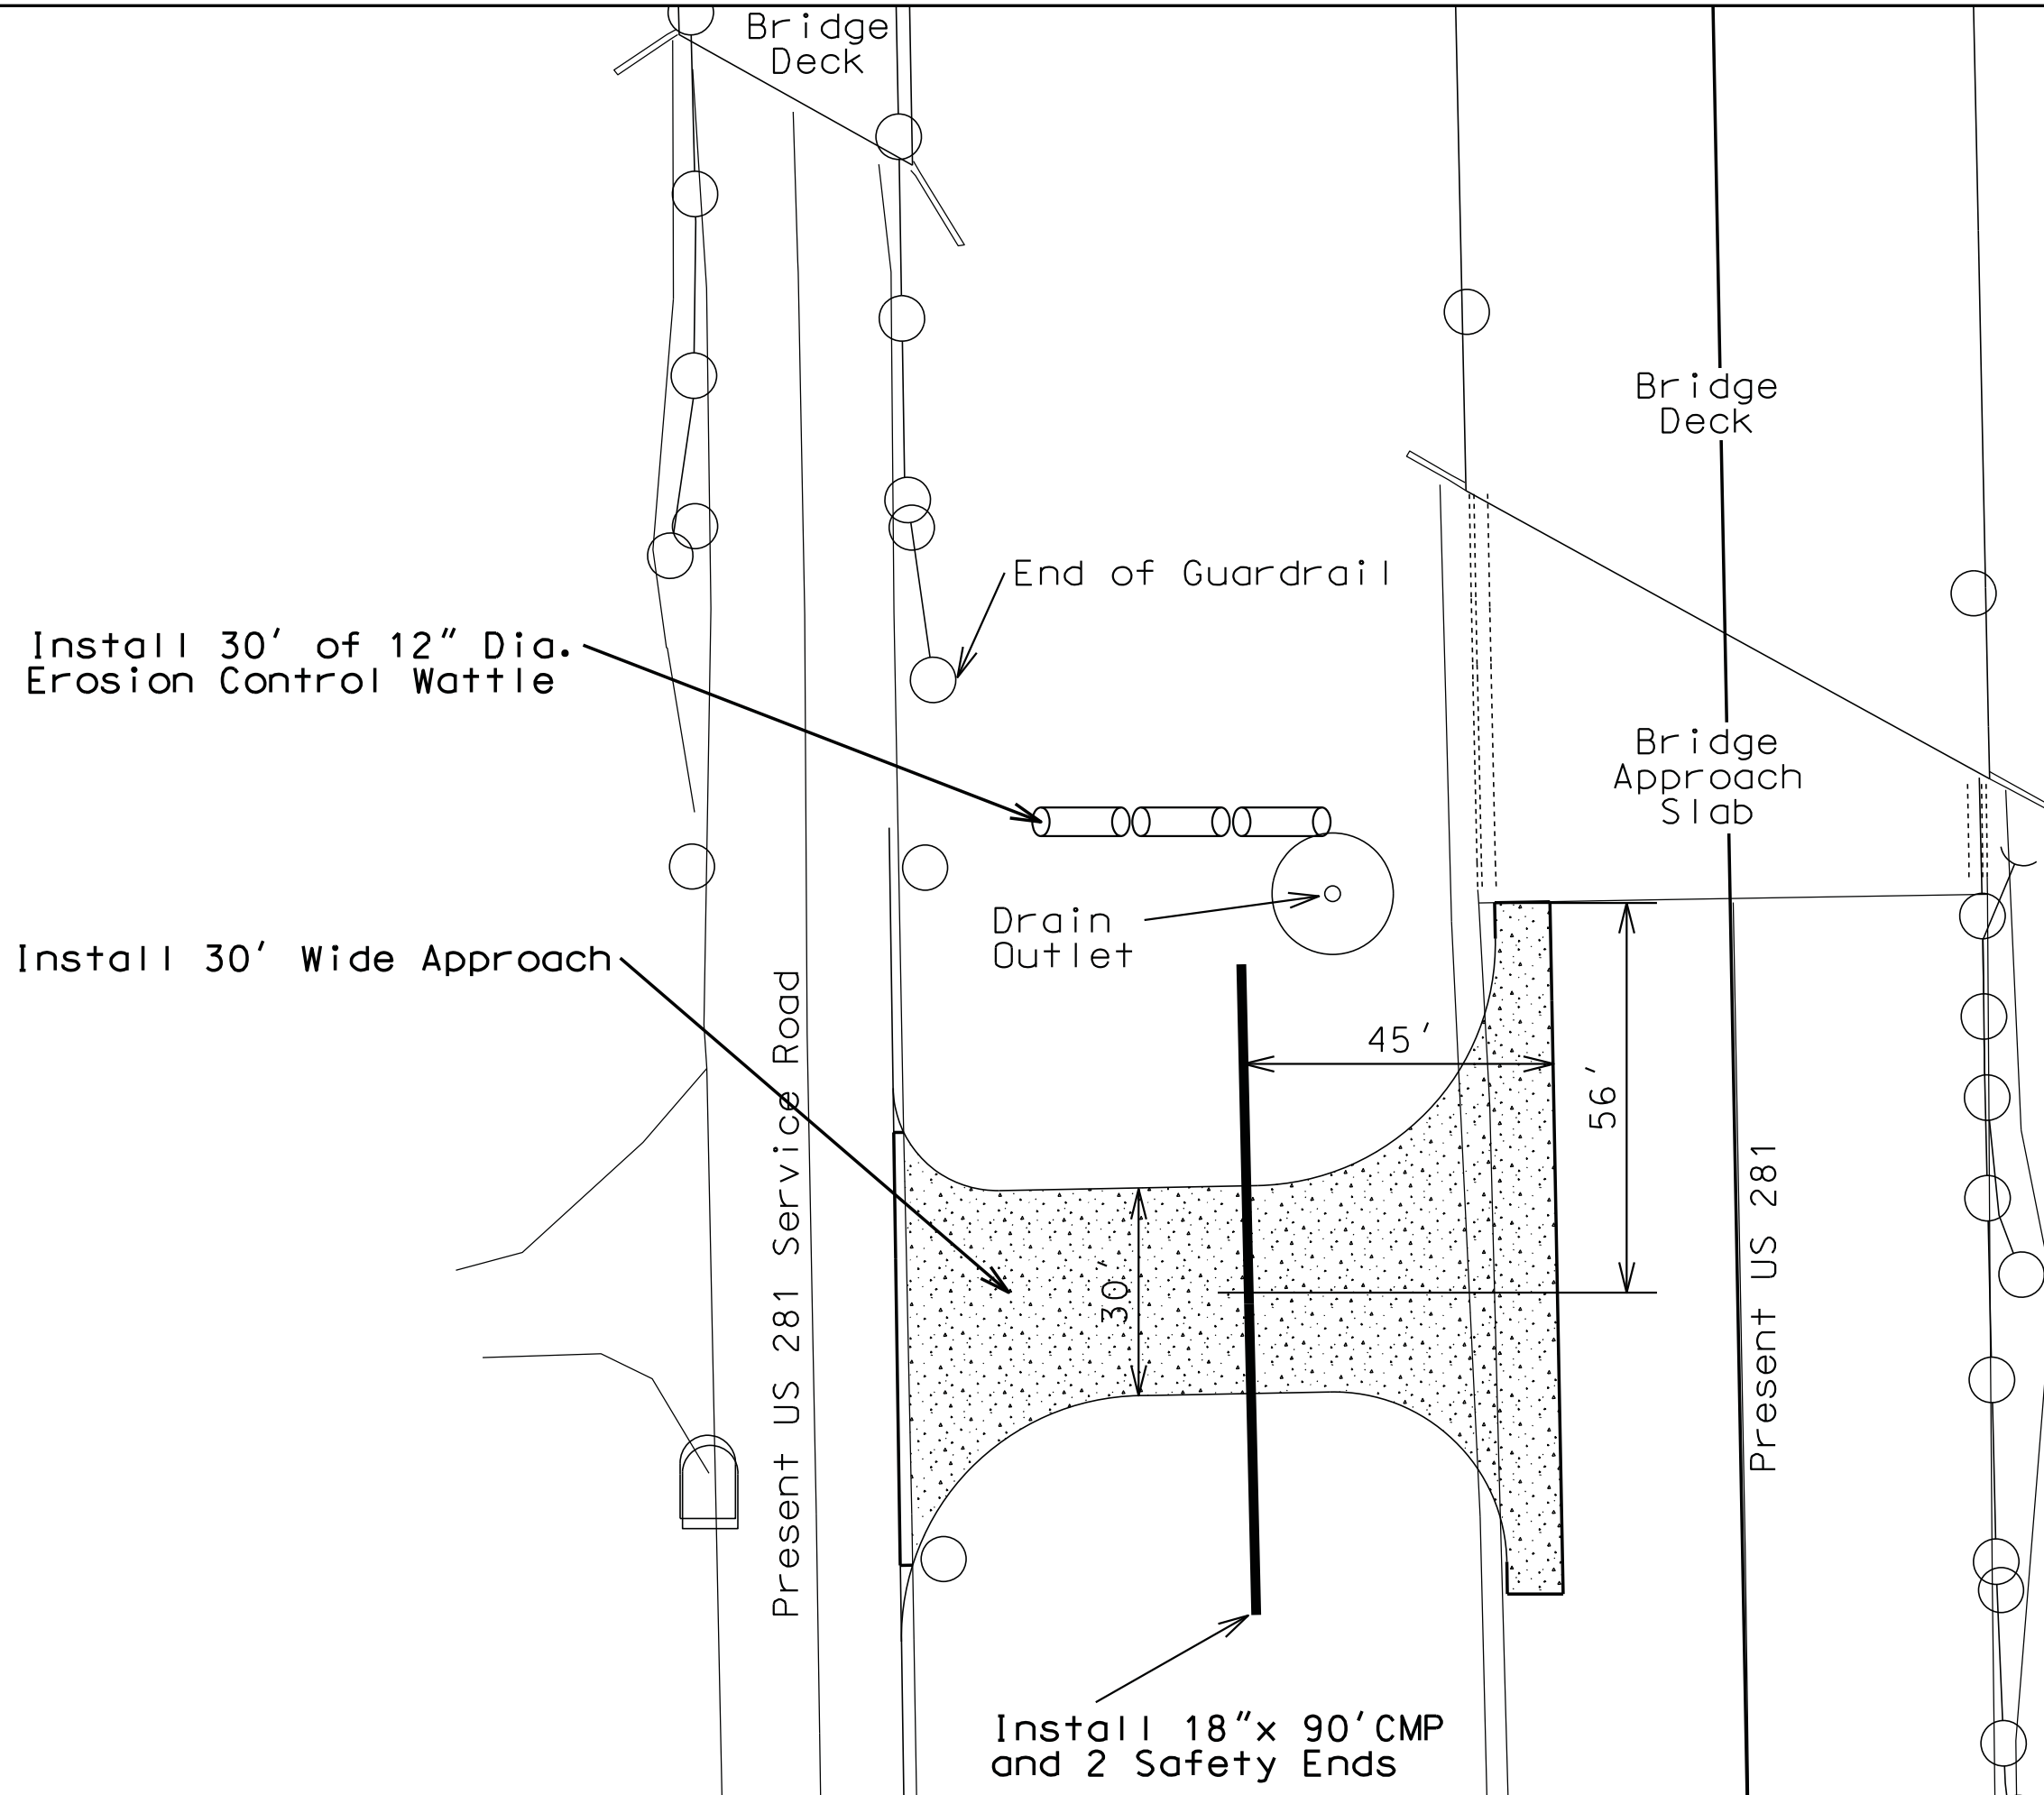 Bridge
Deck
Bridge
Deck
End of Guardrail
Install 30' of 12" Dia.
Erosion Control Wattle
Bridge
Approach
Slab
Drain
Outlet
Install 30' Wide Approach
45'
56'
30'
Present US 281 Service Road
Present US 281
Install 18"x 90'CMP
and 2 Safety Ends